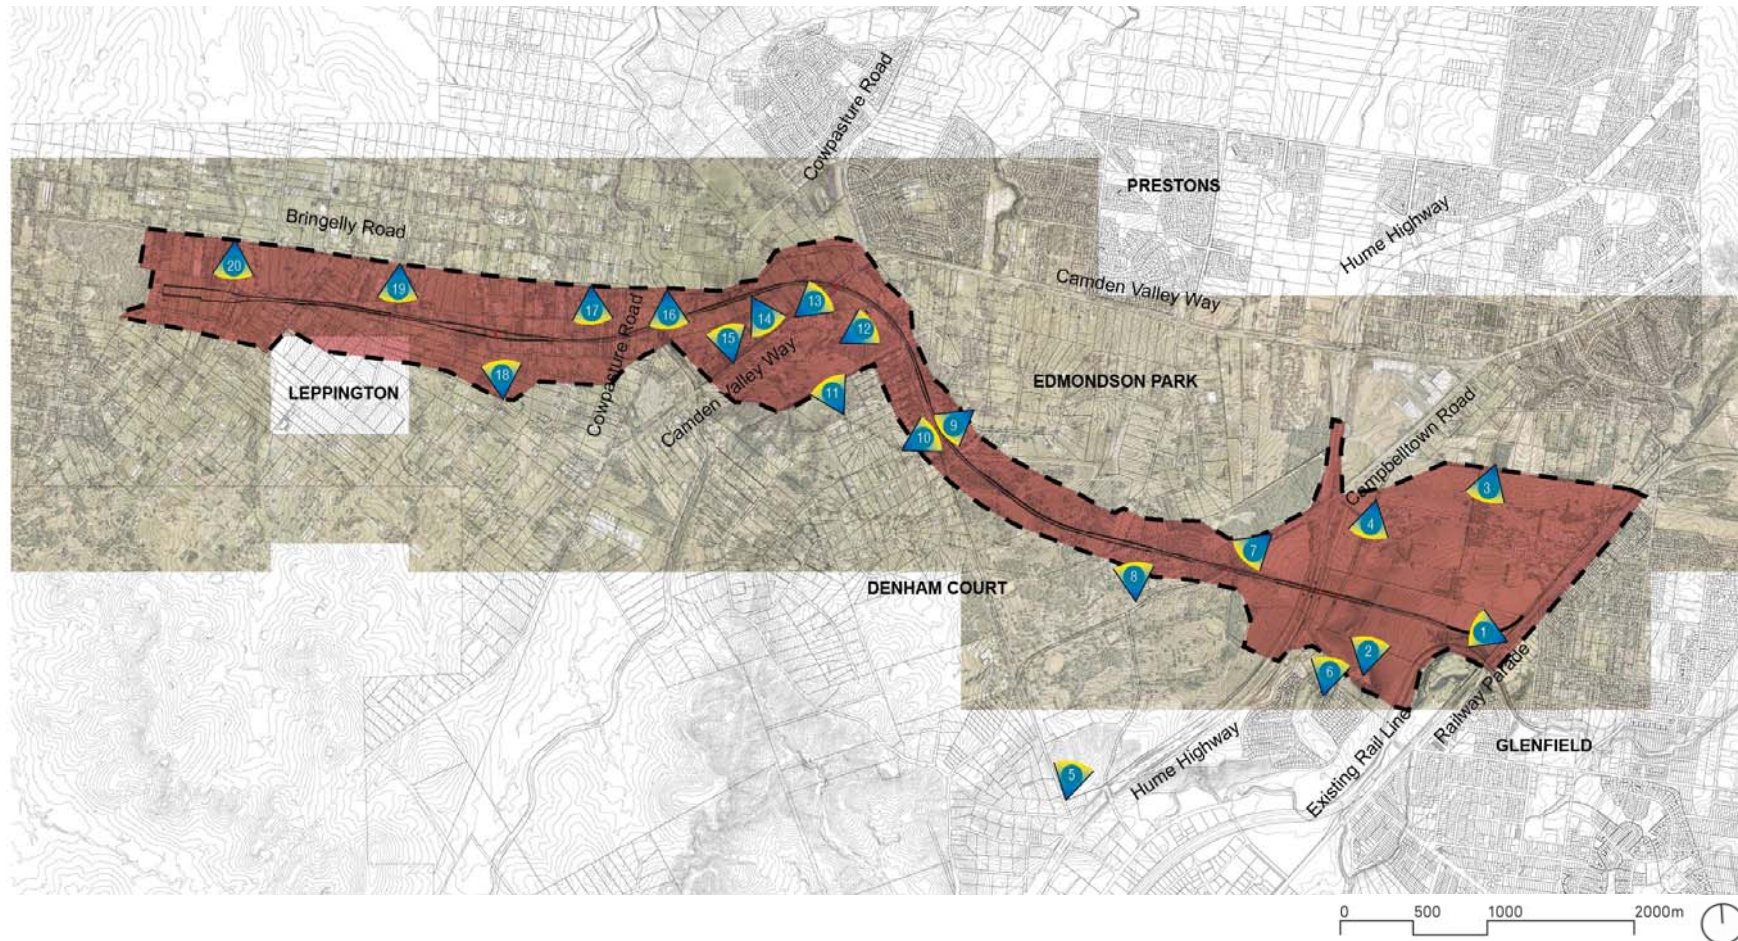 Cowpasture Road
PRESTONS
Bringelly Road
Hume Highway
Camden Valley Way
20
19
17
16
13
14
12
15
18
11
Cowpasture Road
Camden Valley Way
LEPPINGTON
EDMONDSON PARK
Campbelltown Road
9
10
3
4
7
8
DENHAM COURT
1
2
6
Railway Parade
GLENFIELD
5
Hume Highway
Existing Rail Line
0 500 1000 2000m